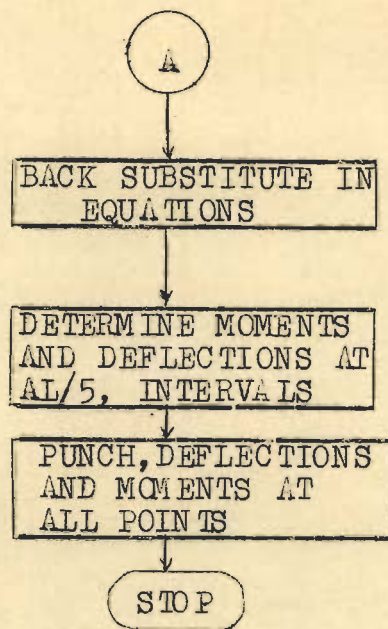 A
BACK SUBSTITUTE IN
EQUATIONS
DETERMINE MOMENTS
AND DEFLECTIONS AT
AL/5, INTERVALS
PUNCH, DEFLECTIONS
AND MOMENTS AT
ALL POINTS
STOP